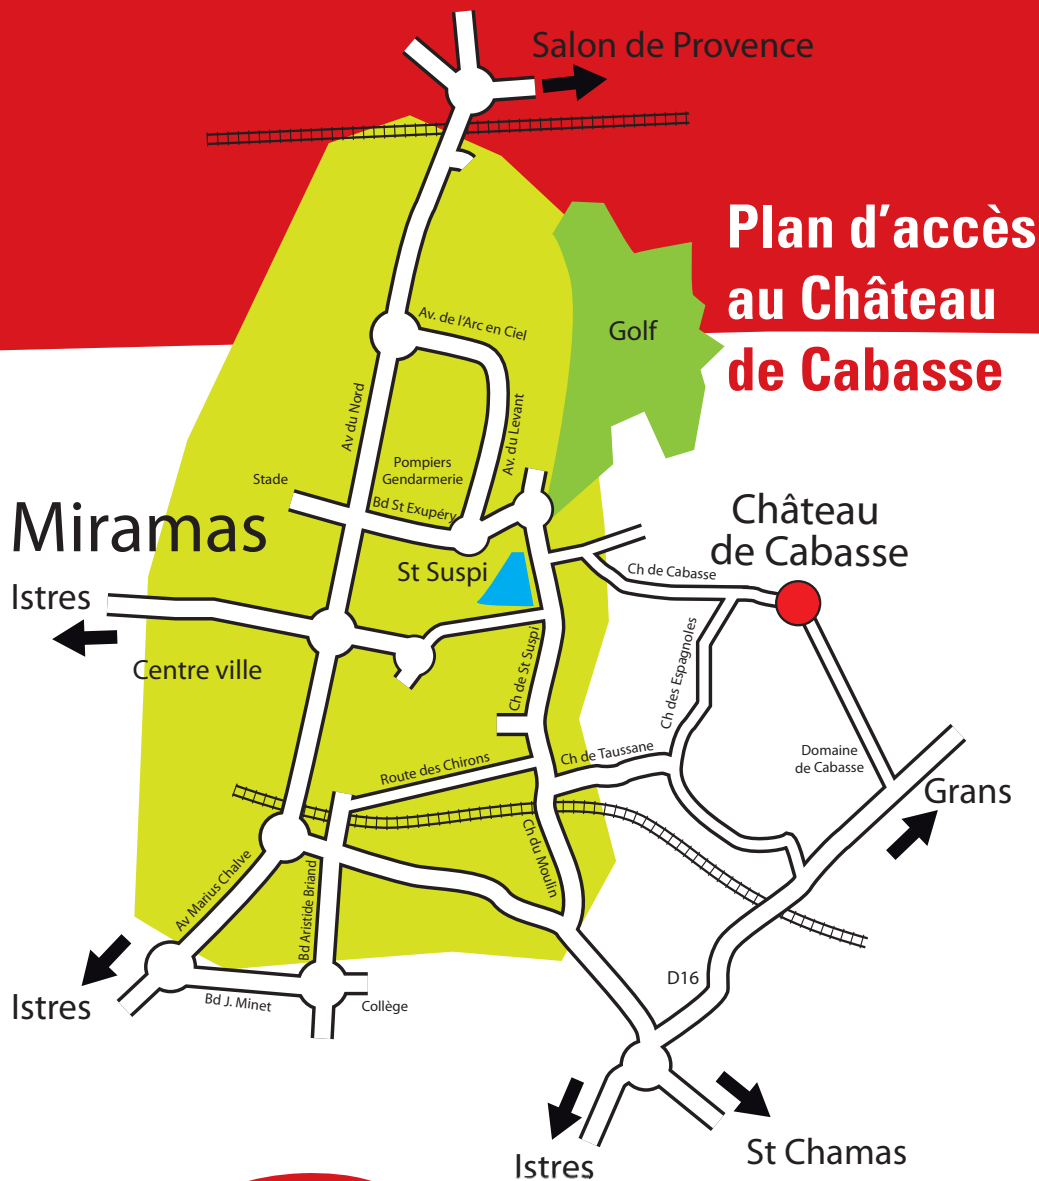 Salon de Provence
Plan d'accès
au Château
de Cabasse
Av. de l'Arc en Ciel
Golf
Av du Nord
Av. du Levant
Pompiers
Gendarmerie
Stade
Bd St Exupéry
Miramas
Château
de Cabasse
St Suspi
Ch de Cabasse
Istres
Centre ville
Ch de St Suspi
Ch des Espagnoles
Ch de Taussane
Domaine
de Cabasse
Route des Chirons
Grans
Ch du Moulin
Av Marius Chalve
Bd Aristide Briand
D16
Istres
Bd J. Minet
Collège
St Chamas
Istres